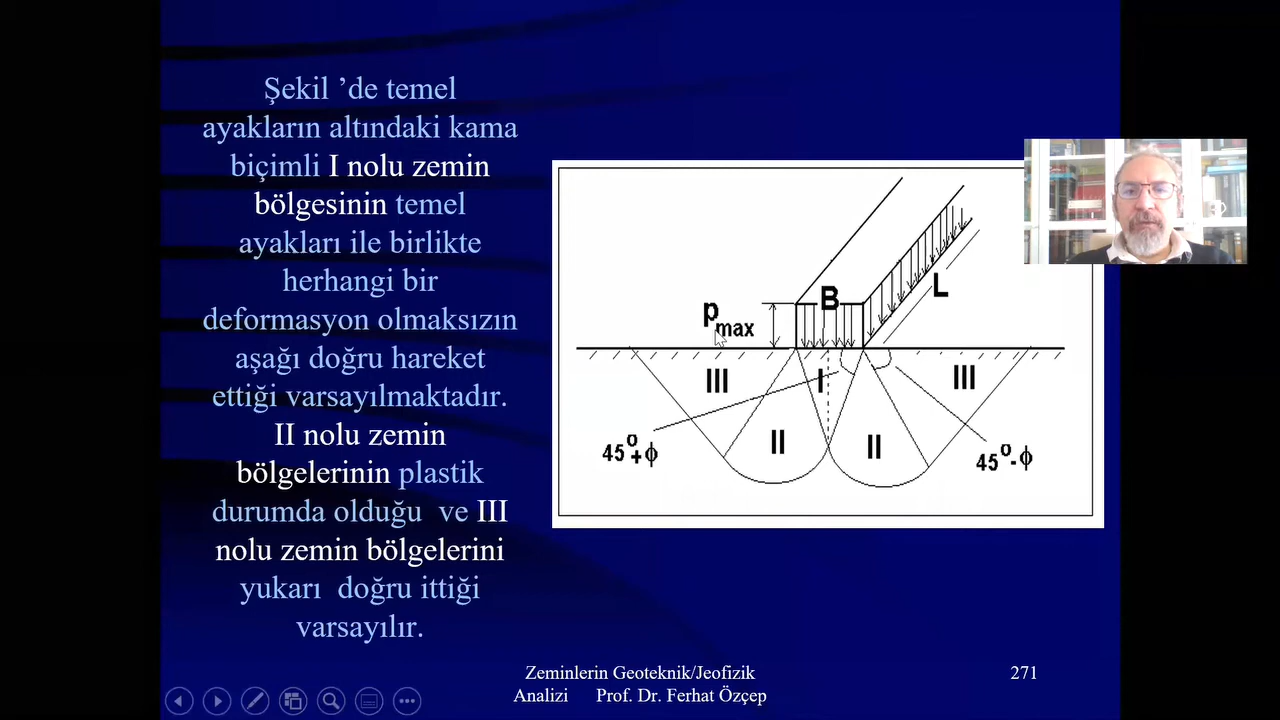 Şekil ’de temel
ayakların altındaki kama
biçimli I nolu zemin
bölgesinin temel
ayakları ile birlikte
herhangi bir
deformasyon olmaksızın
aşağı doğru hareket
ettiği varsayılmaktadır.
II nolu zemin
bölgelerinin plastik
durumda olduğu ve III
nolu zemin bölgelerini
yukarı doğru ittiği
varsayılır.
B
L
pmax
III
I
III
II
II
45°+ϕ
45°-ϕ
Zeminlerin Geoteknik/Jeofizik
Analizi Prof. Dr. Ferhat Özçep
271